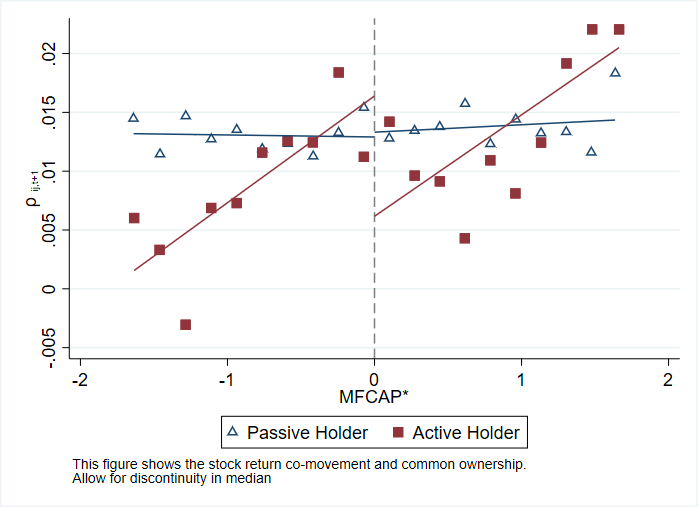 .02
.015
.01
.005
0
-.005
ρ ij,t+1
-2 -1 0 1 2
MFCAP*
Passive Holder Active Holder
This figure shows the stock return co-movement and common ownership.
Allow for discontinuity in median